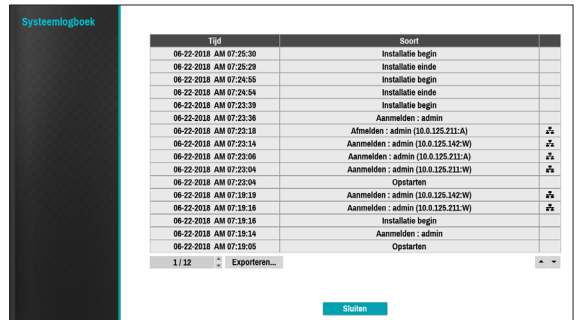 Systeemlogboek
Tijd Soort
06-22-2018 AM 07:25:30 Installatie begin
06-22-2018 AM 07:25:29 Installatie einde
06-22-2018 AM 07:24:55 Installatie begin
06-22-2018 AM 07:24:54 Installatie einde
06-22-2018 AM 07:23:39 Installatie begin
06-22-2018 AM 07:23:36 Aanmelden : admin
06-22-2018 AM 07:23:18 Afmelden : admin (10.0.125.211:A)
06-22-2018 AM 07:23:14 Aanmelden : admin (10.0.125.142:W)
06-22-2018 AM 07:23:06 Aanmelden : admin (10.0.125.211:A)
06-22-2018 AM 07:23:04 Aanmelden : admin (10.0.125.211:W)
06-22-2018 AM 07:23:04 Opstarten
06-22-2018 AM 07:19:19 Aanmelden : admin (10.0.125.142:W)
06-22-2018 AM 07:19:16 Aanmelden : admin (10.0.125.211:W)
06-22-2018 AM 07:19:16 Installatie begin
06-22-2018 AM 07:19:14 Aanmelden : admin
06-22-2018 AM 07:19:05 Opstarten
1 / 12 Exporteren...
Sluiten